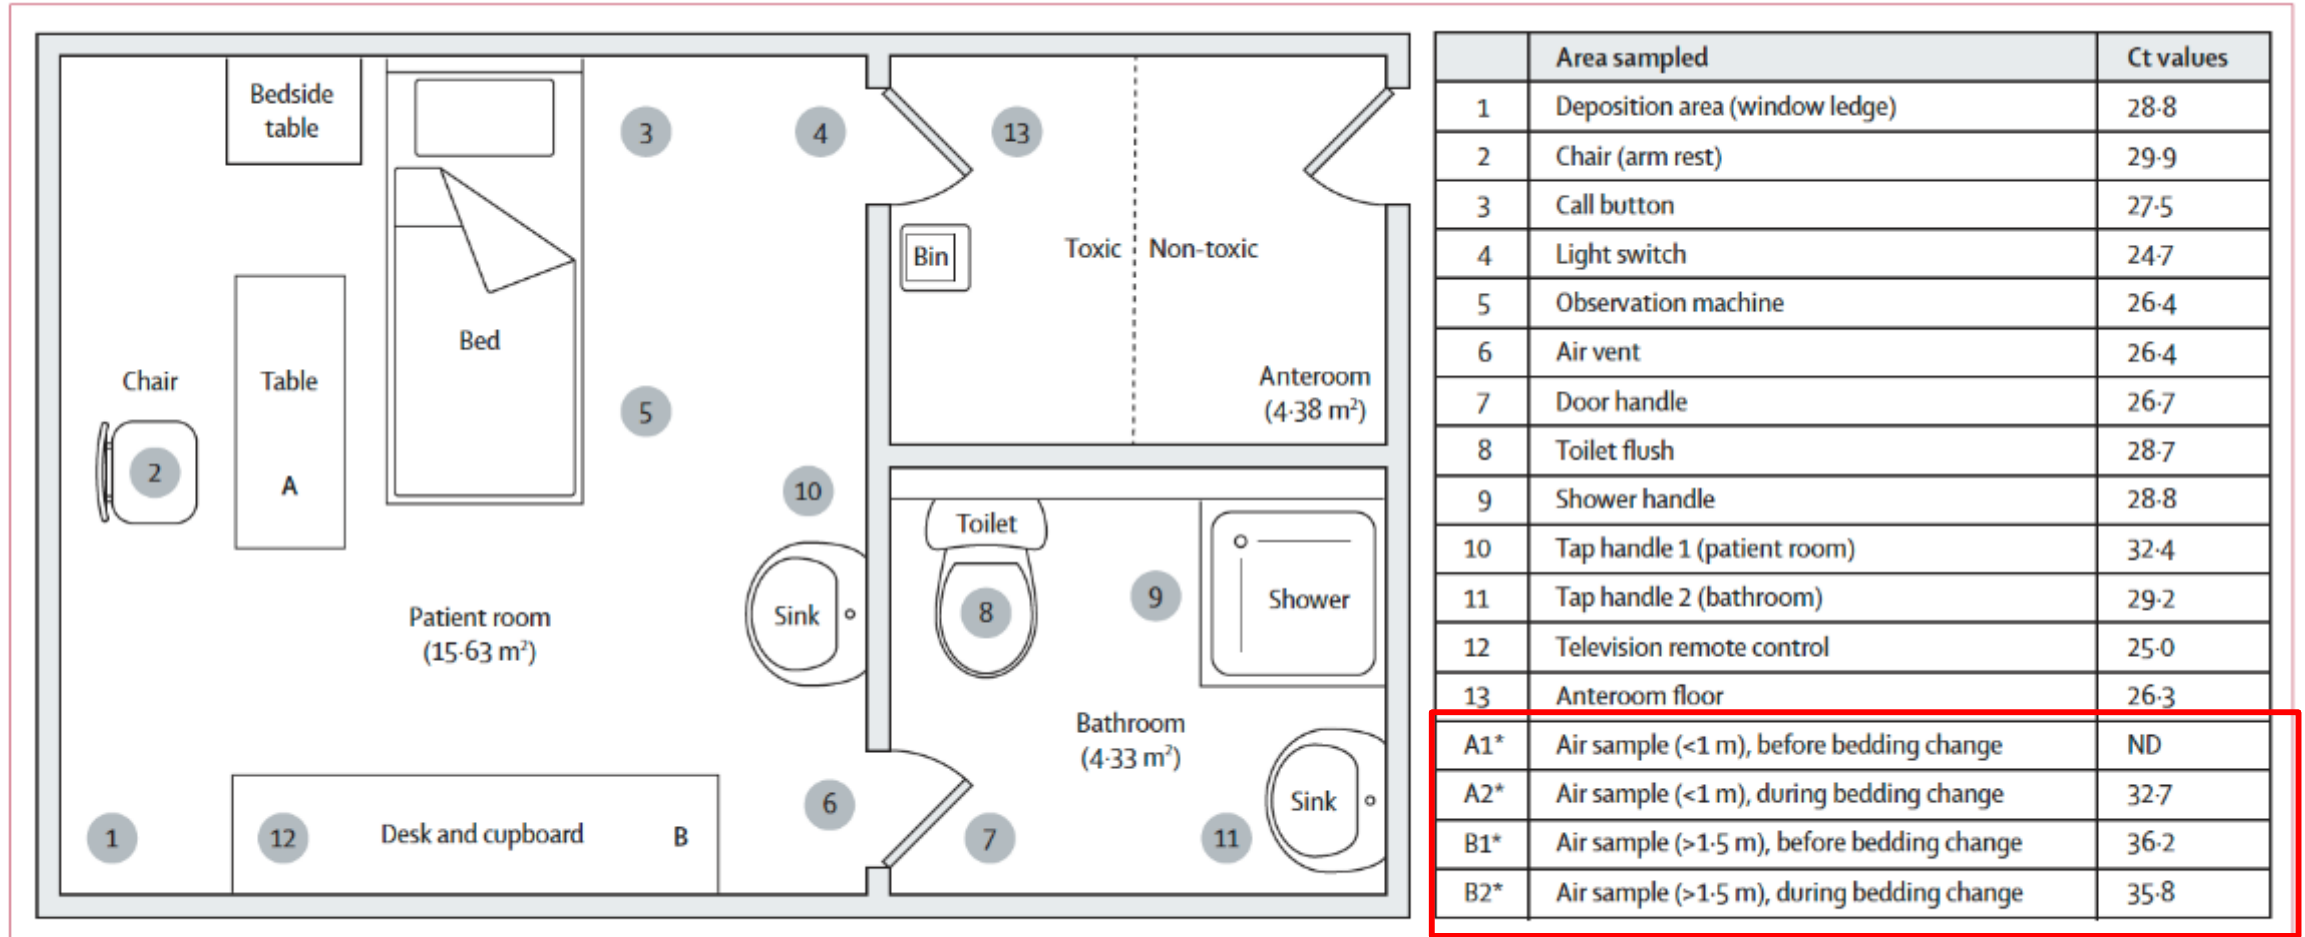 Bedside
table
3
4
13
Bin
Toxic
Non-toxic
Bed
Chair
Table
Anteroom
(4·38 m²)
5
2
A
10
Toilet
8
9
Shower
Sink
Patient room
(15·63 m²)
Bathroom
(4·33 m²)
6
Sink
1
12
Desk and cupboard
B
7
11
Area sampled Ct values
1 Deposition area (window ledge) 28·8
2 Chair (arm rest) 29·9
3 Call button 27·5
4 Light switch 24·7
5 Observation machine 26·4
6 Air vent 26·4
7 Door handle 26·7
8 Toilet flush 28·7
9 Shower handle 28·8
10 Tap handle 1 (patient room) 32·4
11 Tap handle 2 (bathroom) 29·2
12 Television remote control 25·0
13 Anteroom floor 26·3
A1* Air sample (<1 m), before bedding change ND
A2* Air sample (<1 m), during bedding change 32·7
B1* Air sample (>1·5 m), before bedding change 36·2
B2* Air sample (>1·5 m), during bedding change 35·8